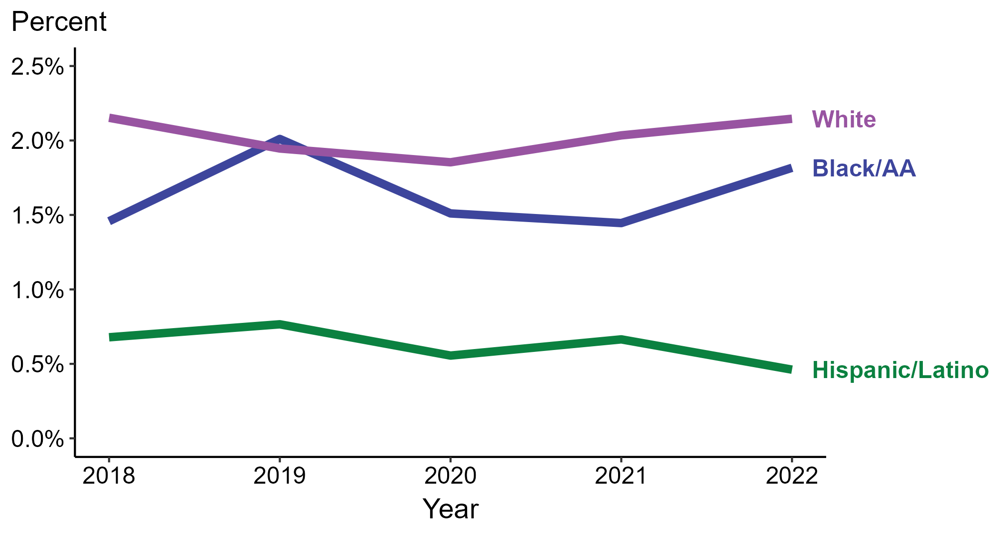 Percent
2.5%
2.0%
1.5%
1.0%
0.5%
0.0%
White
Black/AA
Hispanic/Latino
2018 2019 2020 2021 2022
Year